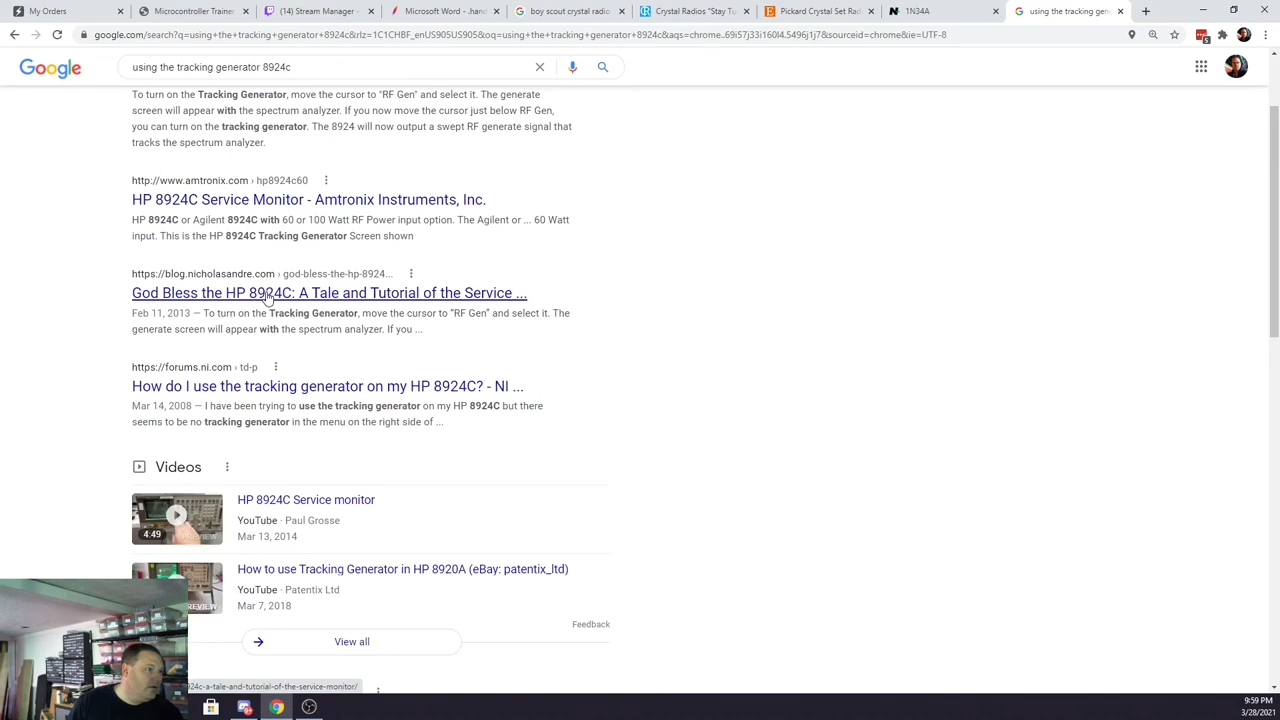 My Orders
Microcontroller Trainer
(14) Stream Manager -
Microsoft Word - .hand
boy scout crystal radio
Crystal Radios "Stay Tu
Pickard Crystal Set Rad
1N34A
using the tracking gene
google.com/search?q=using+the+tracking+generator+8924c&rlz=1C1CHBF_enUS905US905&oq=using+the+tracking+generator+8924c&aqs=chrome..69i57j33i160l4.5496j1j7&sourceid=chrome&ie=UTF-8
5
Google
using the tracking generator 8924c
To turn on the Tracking Generator, move the cursor to "RF Gen" and select it. The generate
screen will appear with the spectrum analyzer. If you now move the cursor just below RF Gen,
you can turn on the tracking generator. The 8924 will now output a swept RF generate signal that
tracks the spectrum analyzer.
http://www.amtronix.com › hp8924c60
HP 8924C Service Monitor - Amtronix Instruments, Inc.
HP 8924C or Agilent 8924C with 60 or 100 Watt RF Power input option. The Agilent or ... 60 Watt
input. This is the HP 8924C Tracking Generator Screen shown
https://blog.nicholasandre.com › god-bless-the-hp-8924...
God Bless the HP 8924C: A Tale and Tutorial of the Service ...
Feb 11, 2013 — To turn on the Tracking Generator, move the cursor to "RF Gen" and select it. The
generate screen will appear with the spectrum analyzer. If you ...
https://forums.ni.com › td-p
How do I use the tracking generator on my HP 8924C? - NI ...
Mar 14, 2008 — I have been trying to use the tracking generator on my HP 8924C but there
seems to be no tracking generator in the menu on the right side of ...
Videos
HP 8924C Service monitor
YouTube · Paul Grosse
Mar 13, 2014
4:49
PREVIEW
How to use Tracking Generator in HP 8920A (eBay: patentix_ltd)
YouTube · Patentix Ltd
Mar 7, 2018
REVIEW
Feedback
View all
924c-a-tale-and-tutorial-of-the-service-monitor/
9:59 PM
3/28/2021